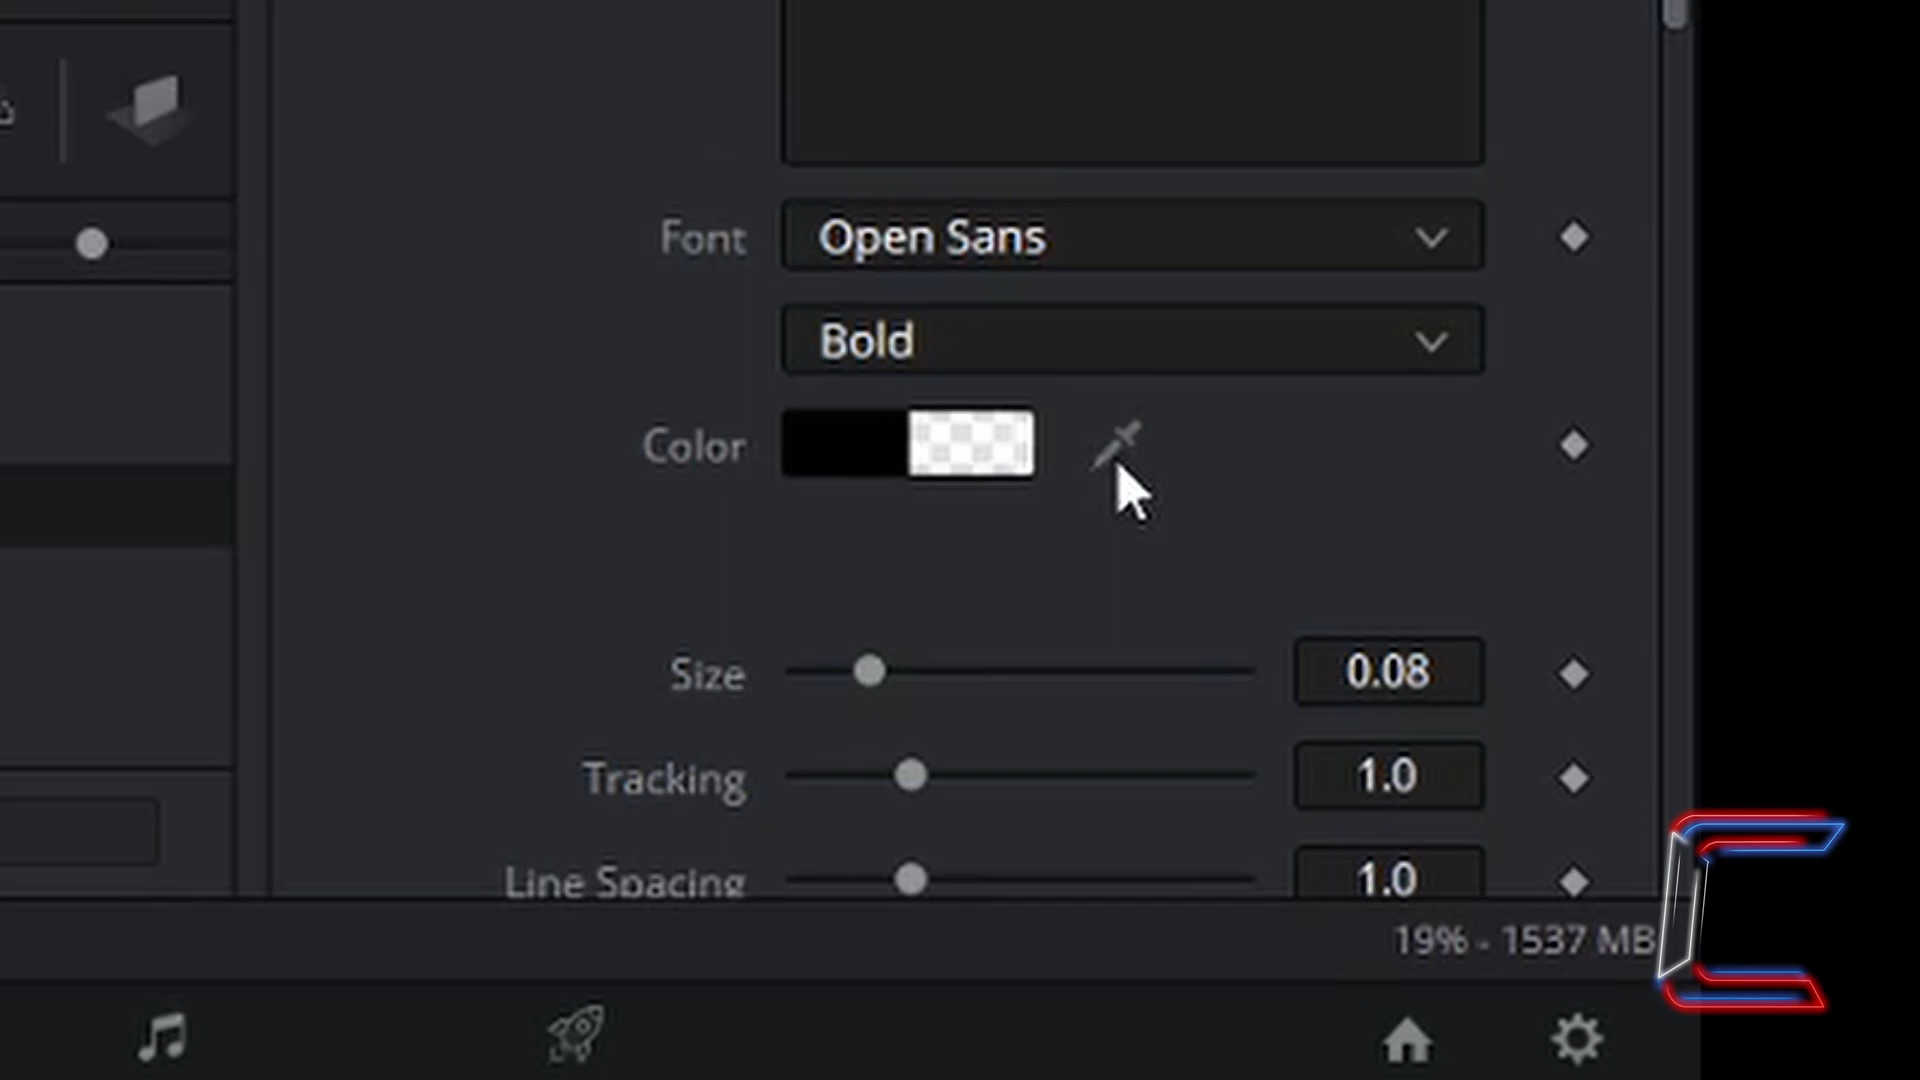 Font Open Sans
Bold
Color
Size 0.08
Tracking 1.0
Line Spacing 1.0
19% - 1537 MB